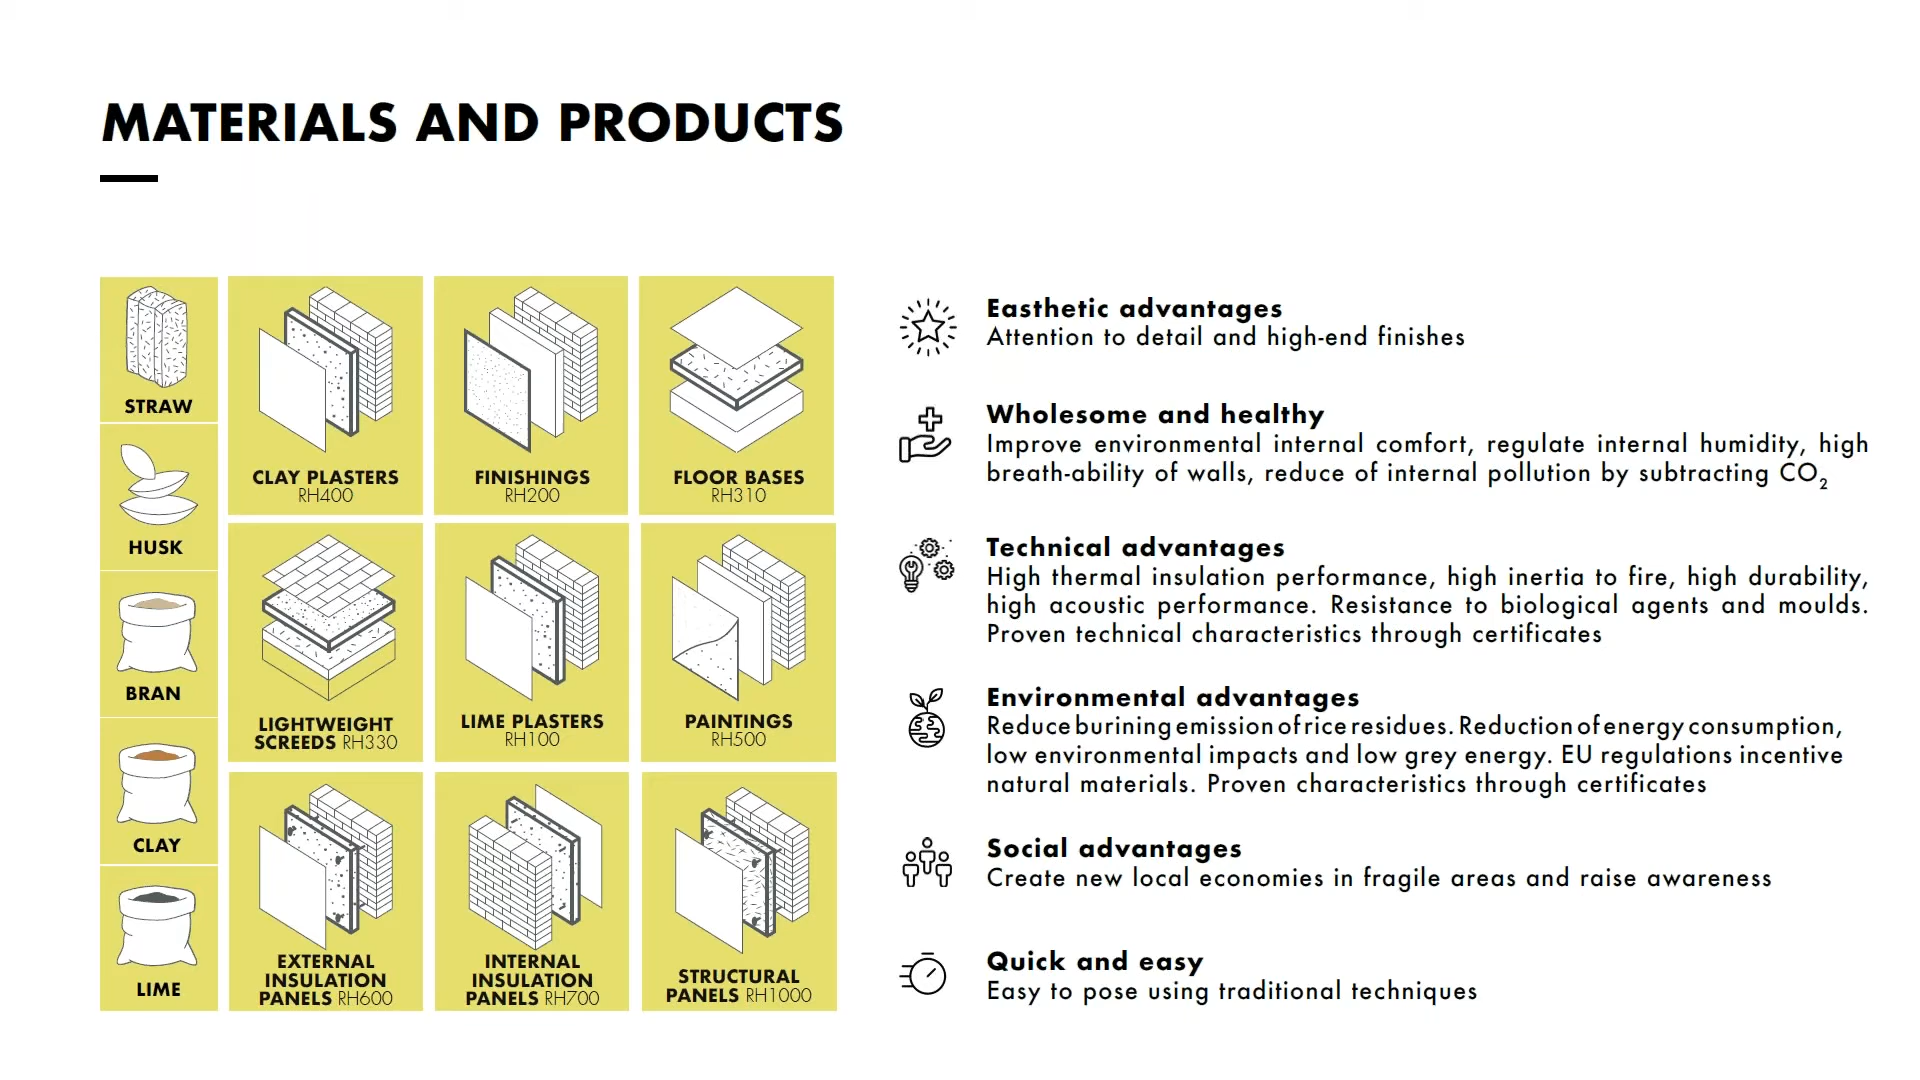 MATERIALS AND PRODUCTS
STRAW
HUSK
BRAN
CLAY
LIME
CLAY PLASTERS
RH400
FINISHINGS
RH200
FLOOR BASES
RH310
LIGHTWEIGHT
SCREEDS RH330
LIME PLASTERS
RH100
PAINTINGS
RH500
EXTERNAL
INSULATION
PANELS RH600
INTERNAL
INSULATION
PANELS RH700
STRUCTURAL
PANELS RH1000
Easthetic advantages
Attention to detail and high-end finishes
Wholesome and healthy
Improve environmental internal comfort, regulate internal humidity, high
breath-ability of walls, reduce of internal pollution by subtracting CO₂
Technical advantages
High thermal insulation performance, high inertia to fire, high durability,
high acoustic performance. Resistance to biological agents and moulds.
Proven technical characteristics through certificates
Environmental advantages
Reduce burining emission of rice residues. Reduction of energy consumption,
low environmental impacts and low grey energy. EU regulations incentive
natural materials. Proven characteristics through certificates
Social advantages
Create new local economies in fragile areas and raise awareness
Quick and easy
Easy to pose using traditional techniques